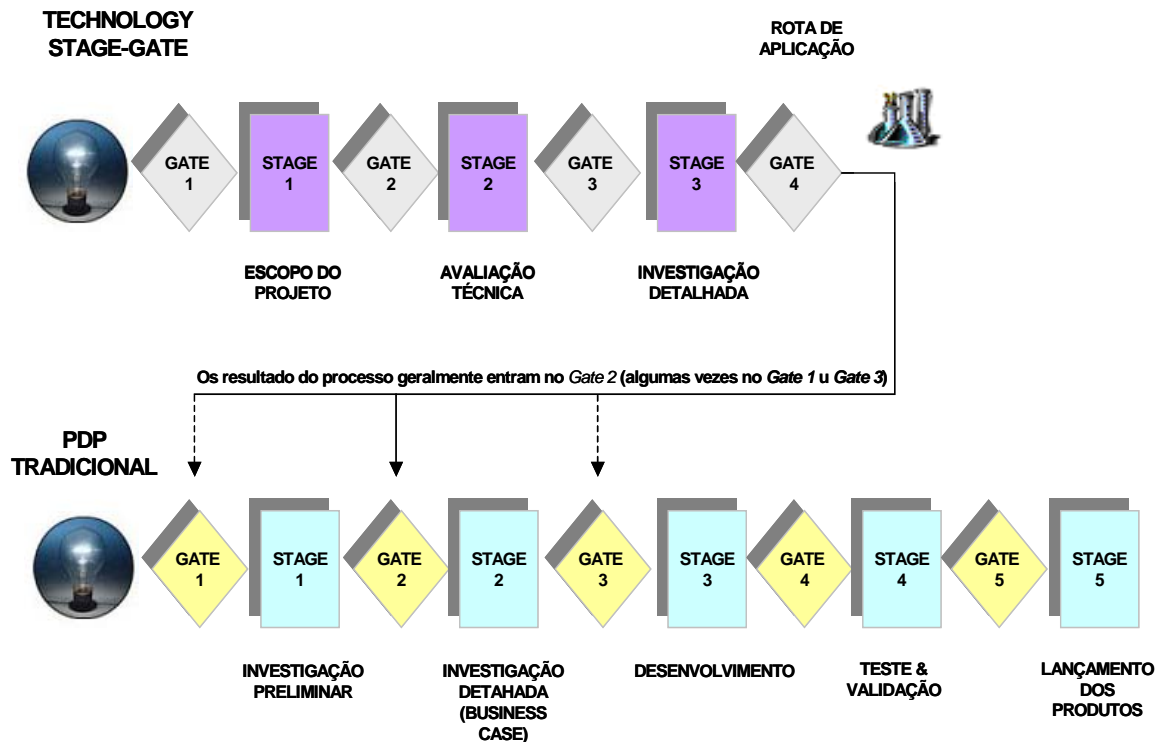 TECHNOLOGY
STAGE-GATE
ROTA DE
APLICAÇÃO
GATE
1
STAGE
1
GATE
2
STAGE
2
GATE
3
STAGE
3
GATE
4
ESCOPO DO
PROJETO
AVALIAÇÃO
TÉCNICA
INVESTIGAÇÃO
DETALHADA
Os resultado do processo geralmente entram no Gate 2 (algumas vezes no Gate 1 u Gate 3)
PDP
TRADICIONAL
GATE
1
STAGE
1
GATE
2
STAGE
2
GATE
3
STAGE
3
GATE
4
STAGE
4
GATE
5
STAGE
5
INVESTIGAÇÃO
PRELIMINAR
INVESTIGAÇÃO
DETAHADA
(BUSINESS
CASE)
DESENVOLVIMENTO
TESTE &
VALIDAÇÃO
LANÇAMENTO
DOS
PRODUTOS